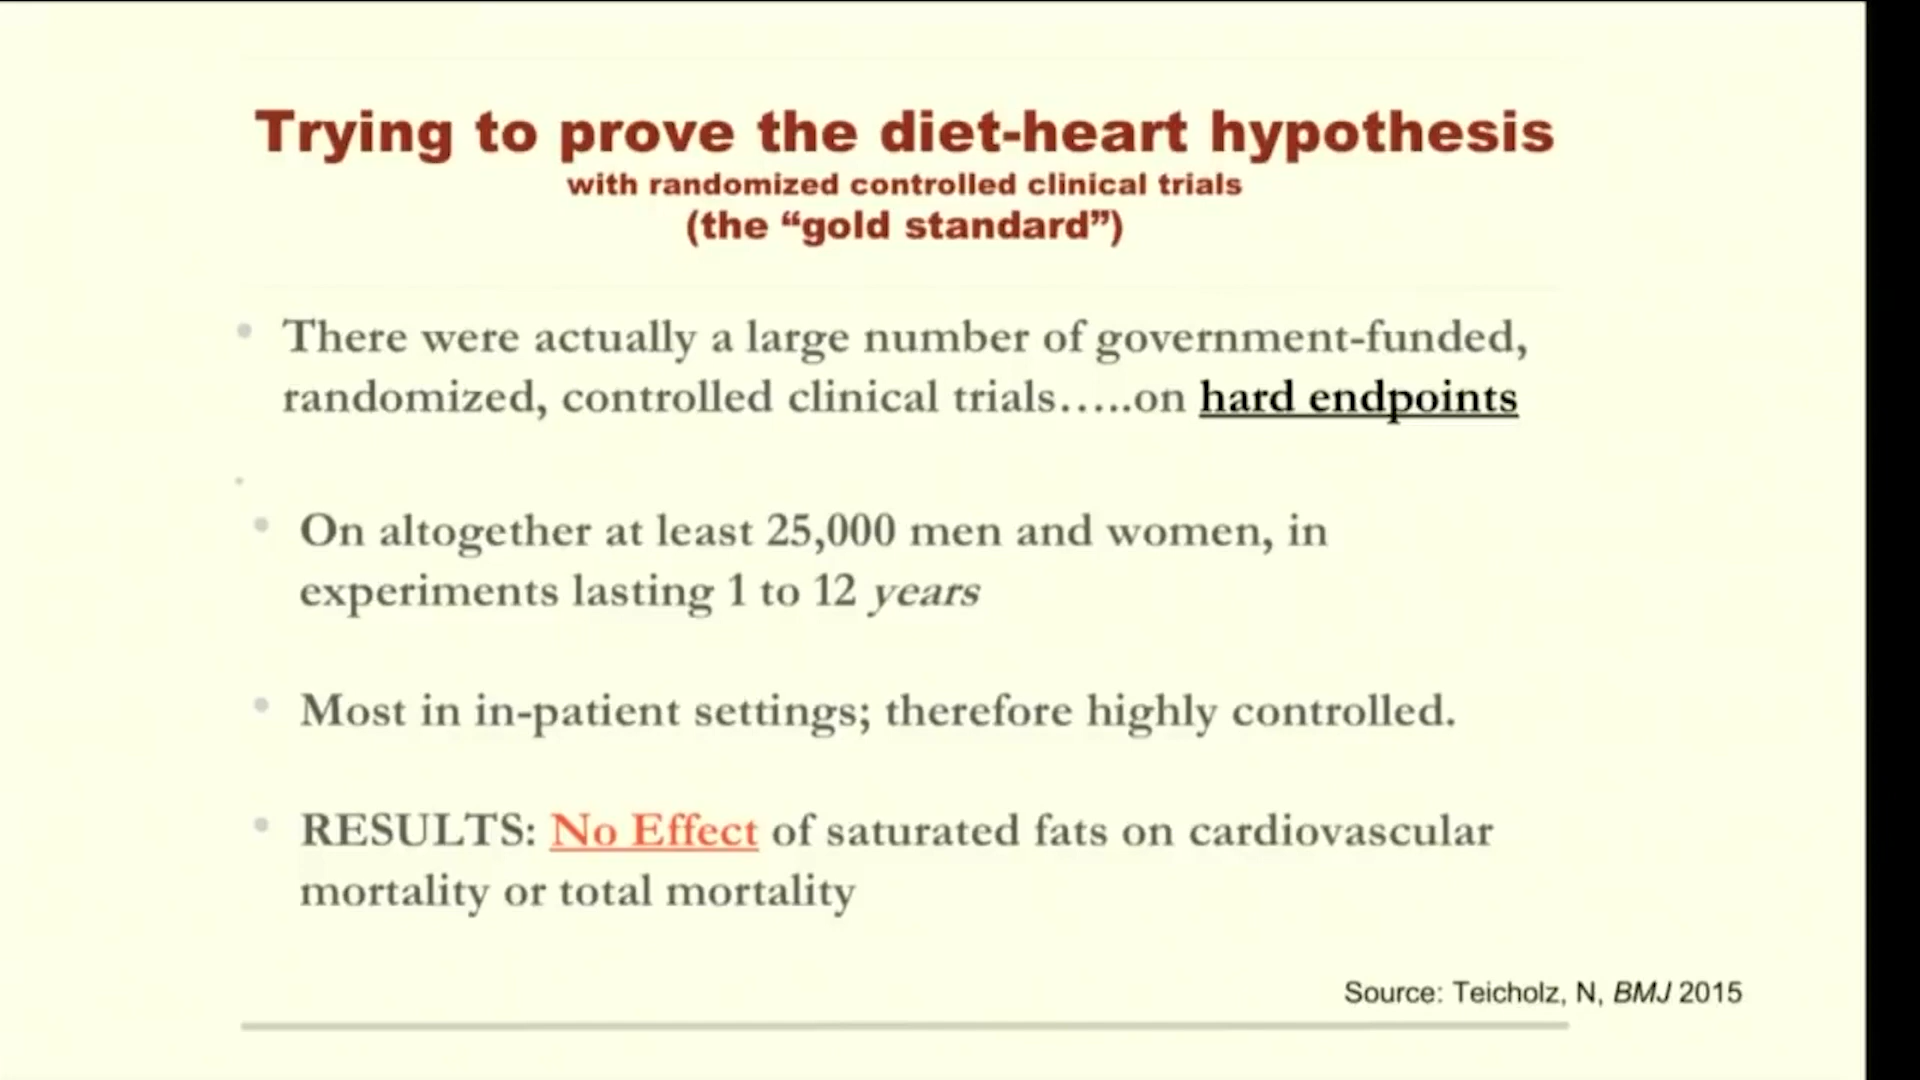 Trying to prove the diet-heart hypothesis
with randomized controlled clinical trials
(the “gold standard”)
• There were actually a large number of government-funded,
randomized, controlled clinical trials…..on hard endpoints
•
• On altogether at least 25,000 men and women, in
experiments lasting 1 to 12 years
• Most in in-patient settings; therefore highly controlled.
• RESULTS: No Effect of saturated fats on cardiovascular
mortality or total mortality
Source: Teicholz, N, BMJ 2015